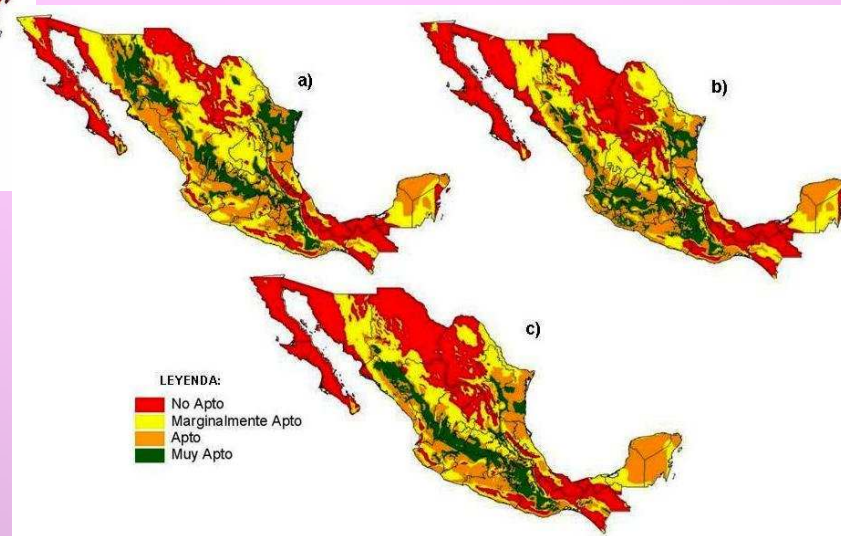 a)
b)
c)
LEYENDA:
No Apto
Marginalmente Apto
Apto
Muy Apto